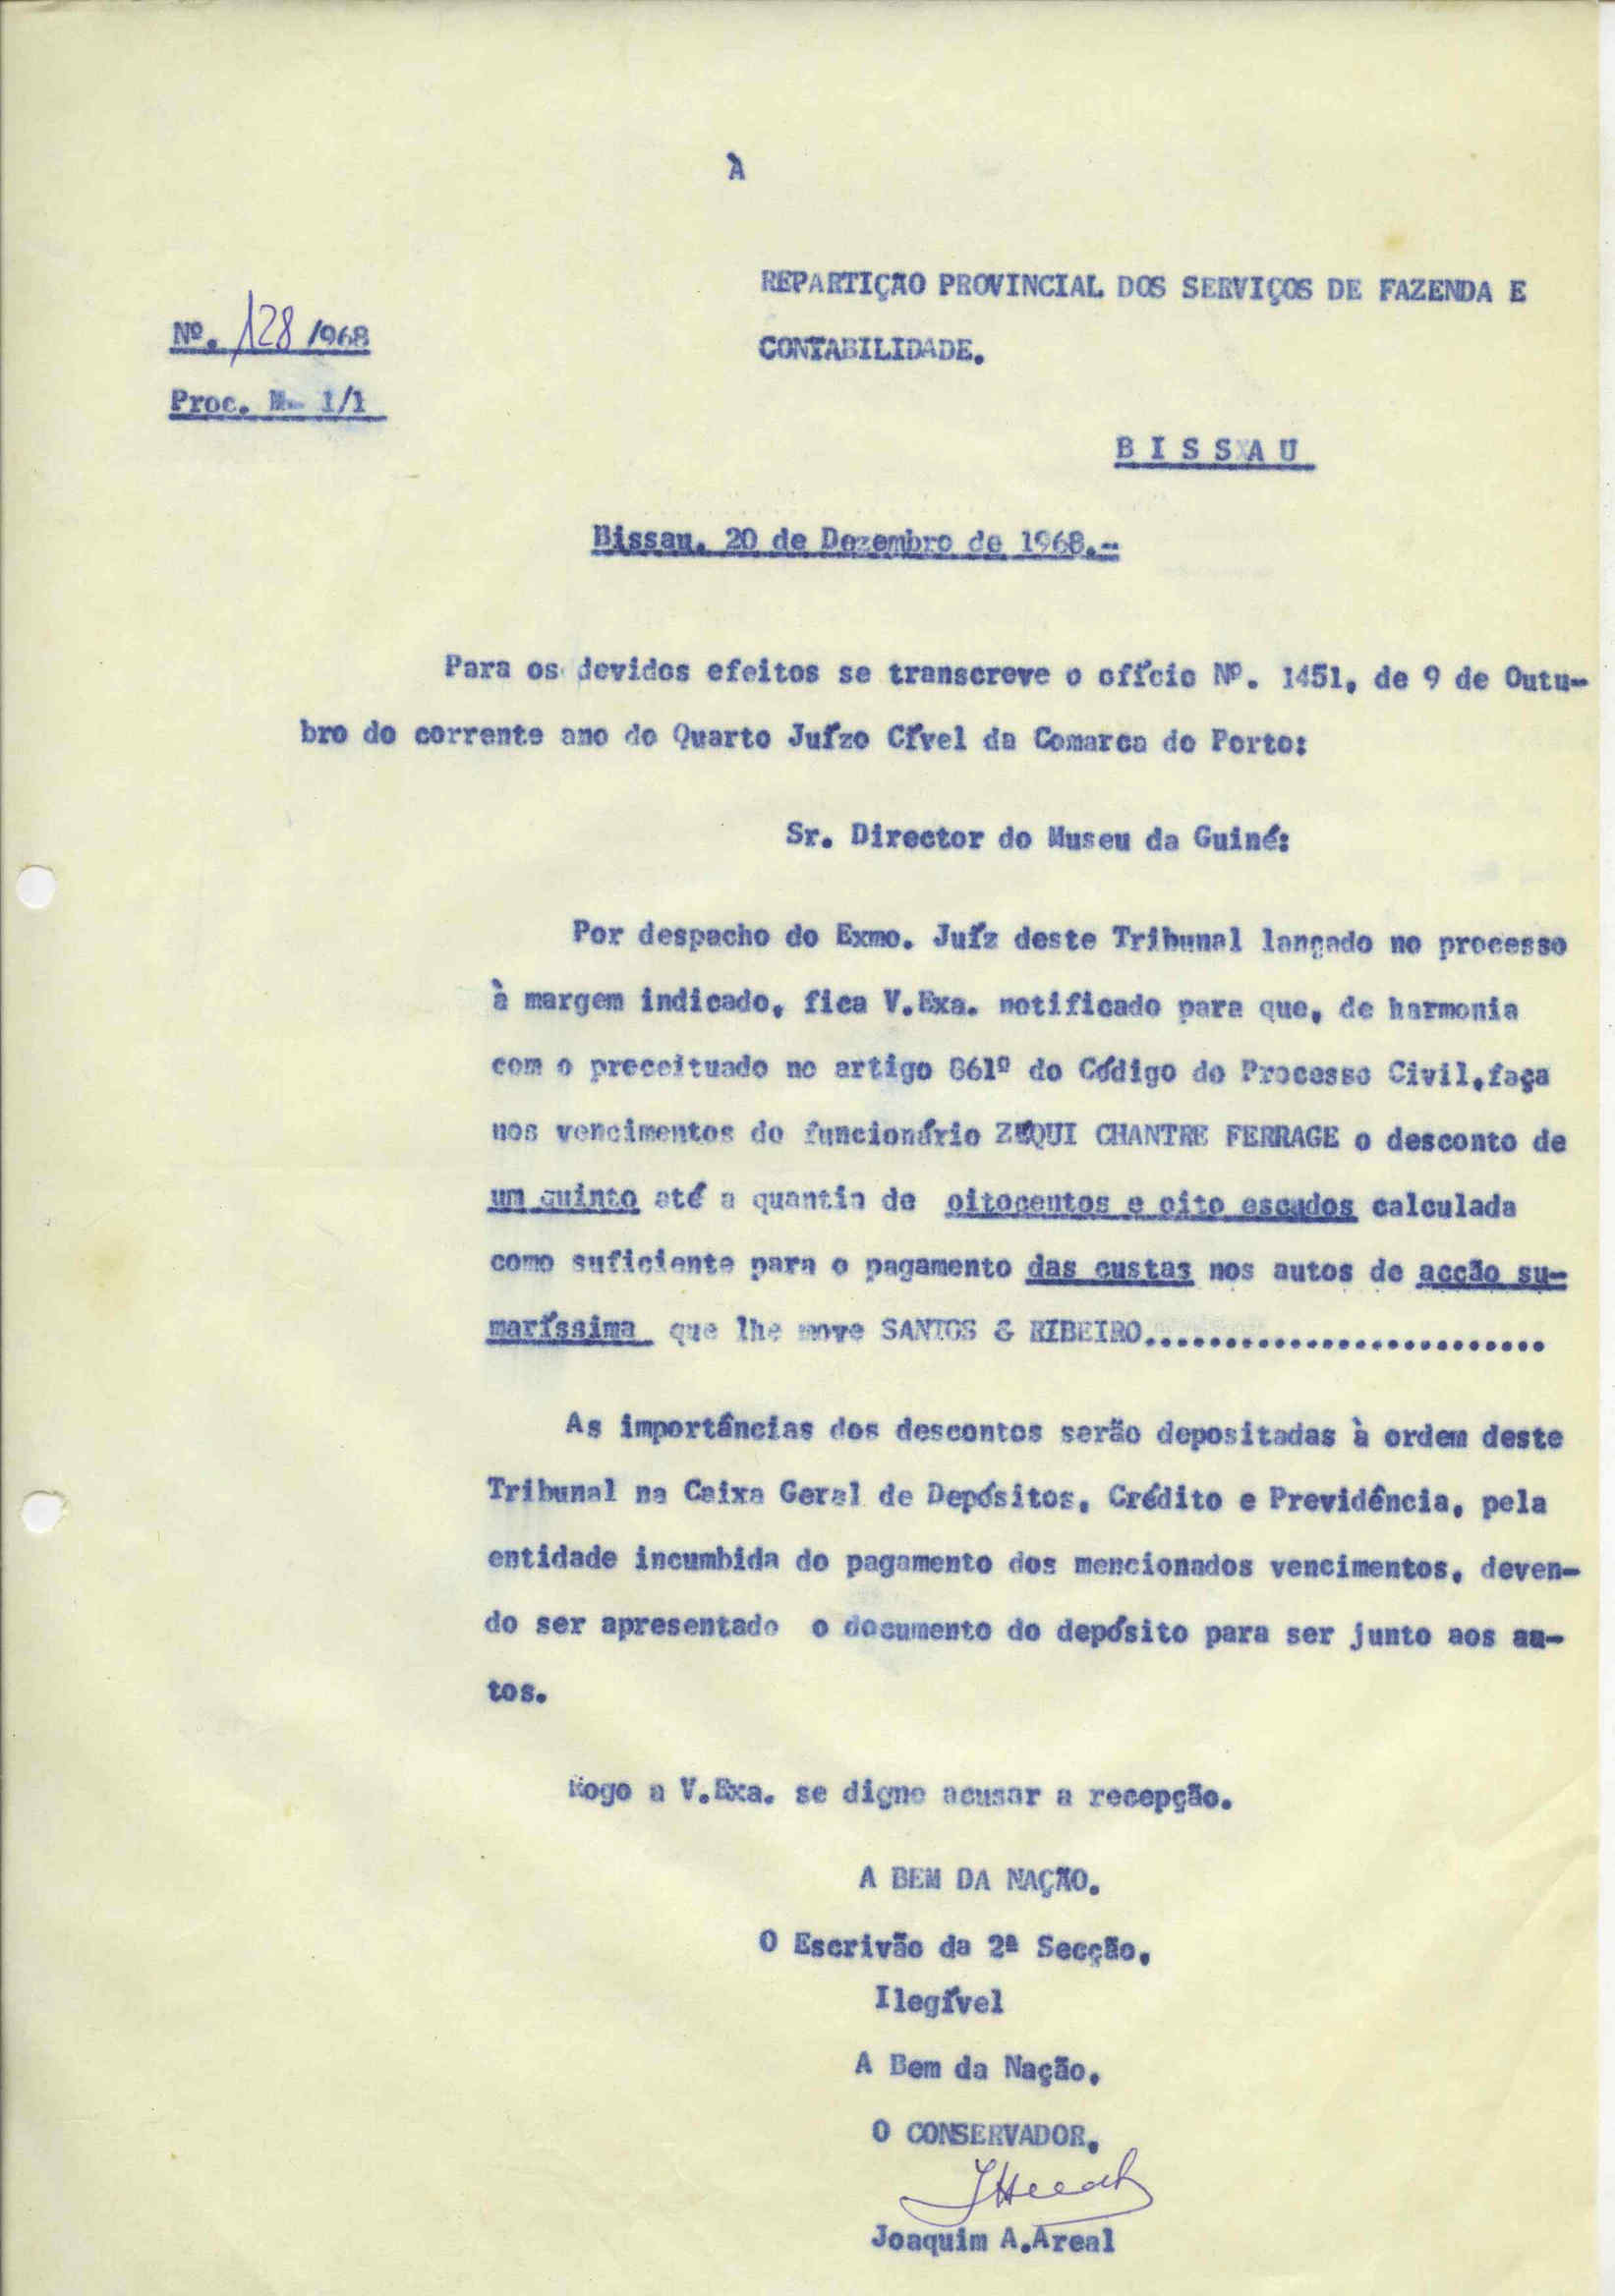 À
REPARTIÇÃO PROVINCIAL DOS SERVIÇOS DE FAZENDA E
CONTABILIDADE.
Nº. 128/968
Proc. M- 1/1
BISSAU
Bissau, 20 de Dezembro de 1968.-
Para os devidos efeitos se transcreve o ofício Nº. 1451, de 9 de Outu-
bro do corrente ano do Quarto Juízo Cível da Comarca do Porto:
Sr. Director do Museu da Guiné:
Por despacho do Exmo. Juíz deste Tribunal lançado no processo
à margem indicado, fica V.Exa. notificado para que, de harmonia
com o preceituado no artigo 861º do Código do Processo Civil,faça
nos vencimentos do funcionário ZEQUI CHANTRE FERRAGE o desconto de
um quinto até a quantia de oitocentos e oito escudos calculada
como suficiente para o pagamento das custas nos autos de acção su-
maríssima que lhe move SANTOS & RIBEIRO.........................
As importâncias dos descontos serão depositadas à ordem deste
Tribunal na Caixa Geral de Depósitos, Crédito e Previdência, pela
entidade incumbida do pagamento dos mencionados vencimentos, deven-
do ser apresentado o documento do depósito para ser junto aos au-
tos.
Rogo a V.Exa. se digne acusar a recepção.
A BEM DA NAÇÃO.
O Escrivão da 2ª Secção,
Ilegível
A Bem da Nação,
O CONSERVADOR,
Joaquim A.Areal